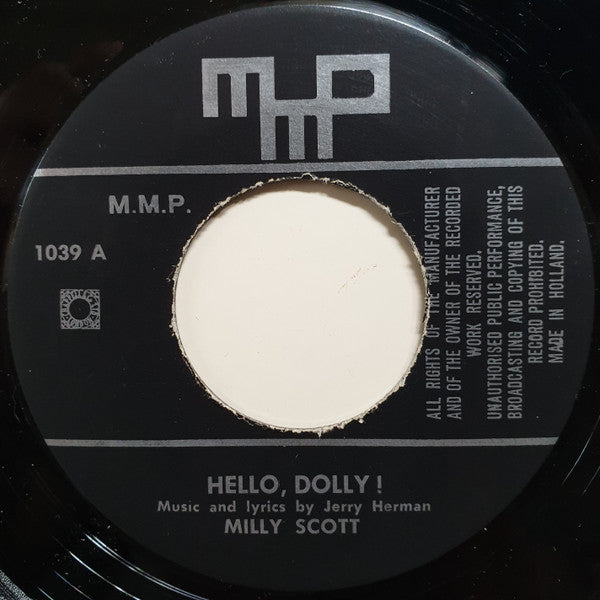 MMP
M.M.P.
1039 A
ALL RIGHTS OF THE MANUFACTURER
AND OF THE OWNER OF THE RECORDED
WORK RESERVED.
UNAUTHORISED PUBLIC PERFORMANCE,
BROADCASTING AND COPYING OF THIS
RECORD PROHIBITED.
MADE IN HOLLAND.
HELLO, DOLLY!
Music and lyrics by Jerry Herman
MILLY SCOTT